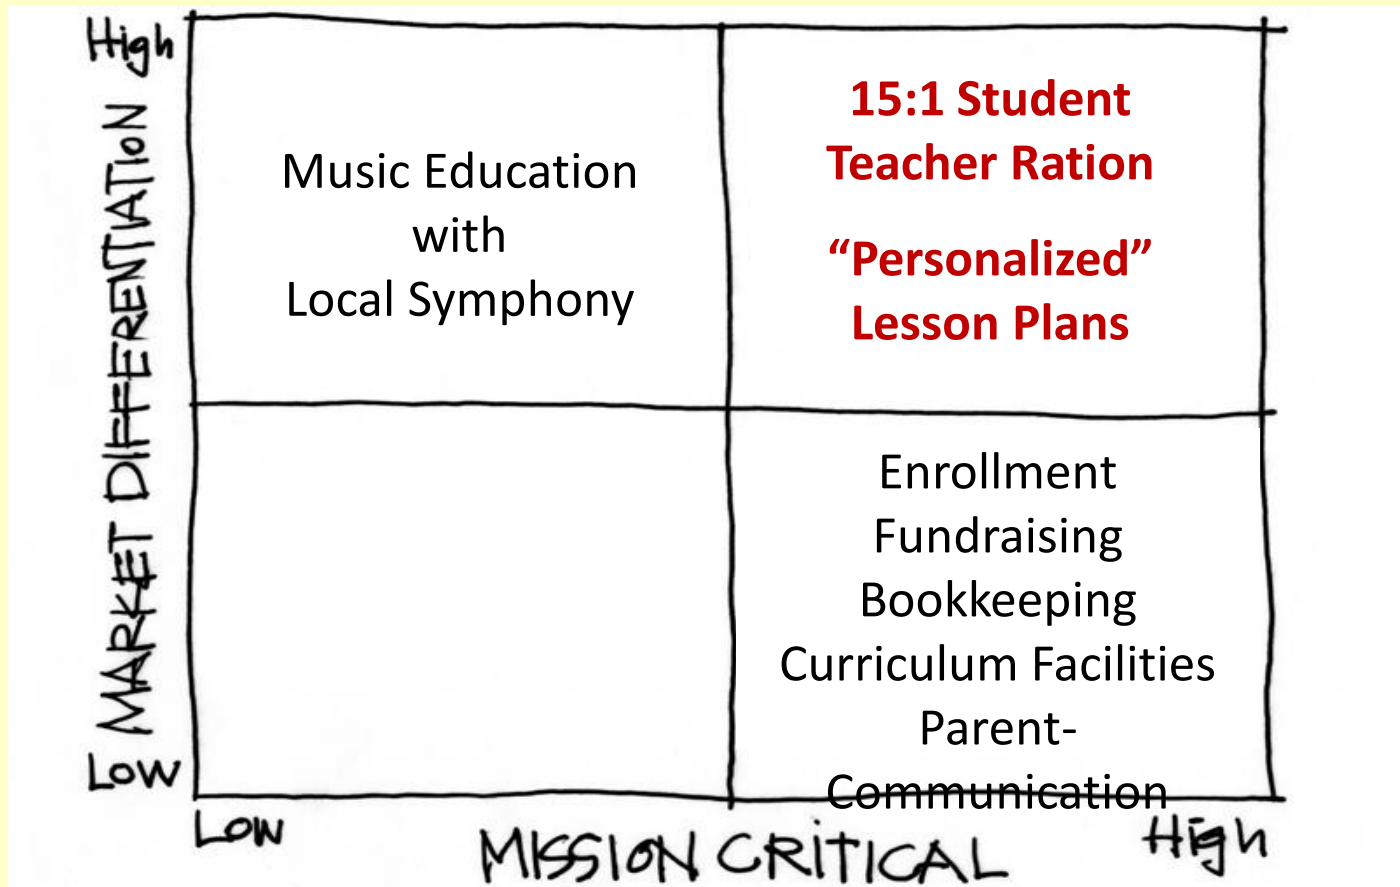 High
MARKET DIFFERENTIATION
Low
Music Education
with
Local Symphony
15:1 Student
Teacher Ration
“Personalized”
Lesson Plans
Enrollment
Fundraising
Bookkeeping
Curriculum Facilities
Parent-
Communication
Low
MISSION CRITICAL
High